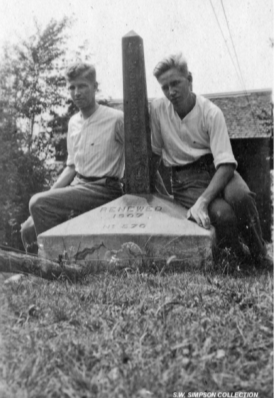 RENEWED
1907
S.W. SIMPSON COLLECTION